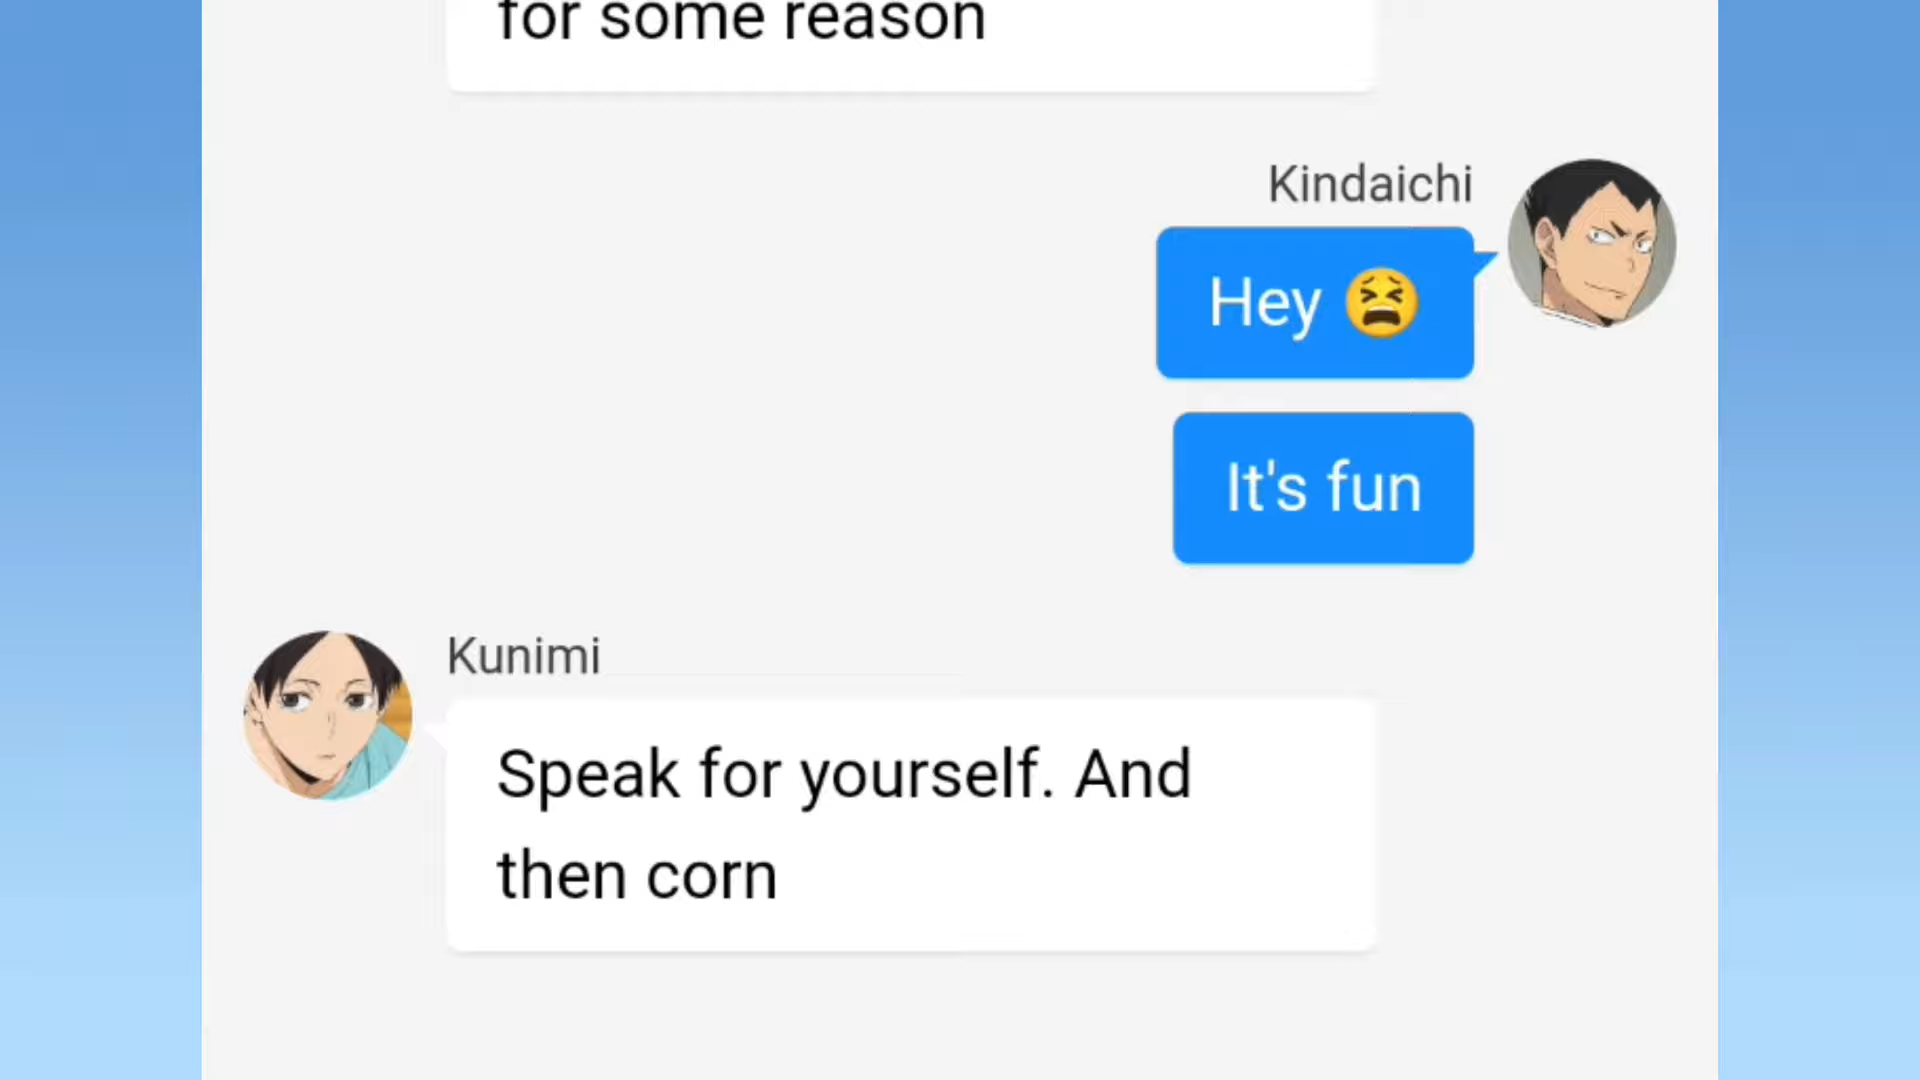 for some reason
Kindaichi
Hey 😫
It's fun
Kunimi
Speak for yourself. And
then corn